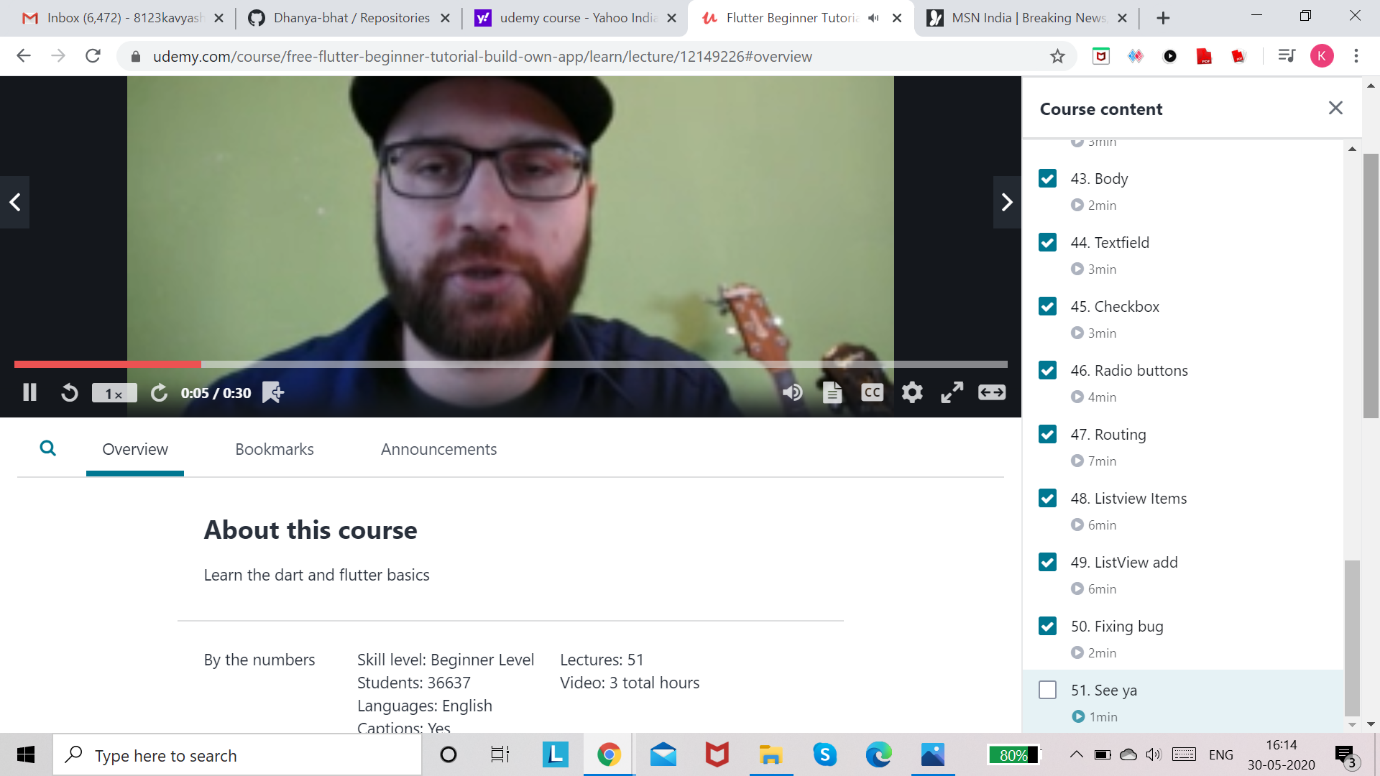 Inbox (6,472) - 8123kavyash
Dhanya-bhat / Repositories
udemy course - Yahoo India
Flutter Beginner Tutoria
MSN India | Breaking News,
udemy.com/course/free-flutter-beginner-tutorial-build-own-app/learn/lecture/12149226#overview
K
Course content
3min
43. Body
2min
44. Textfield
3min
45. Checkbox
3min
46. Radio buttons
4min
47. Routing
7min
48. Listview Items
6min
49. ListView add
6min
50. Fixing bug
2min
51. See ya
1min
1x
0:05 / 0:30
CC
Overview
Bookmarks
Announcements
About this course
Learn the dart and flutter basics
By the numbers
Skill level: Beginner Level
Students: 36637
Languages: English
Captions: Yes
Lectures: 51
Video: 3 total hours
Type here to search
L
80%
ENG
16:14
30-05-2020
3